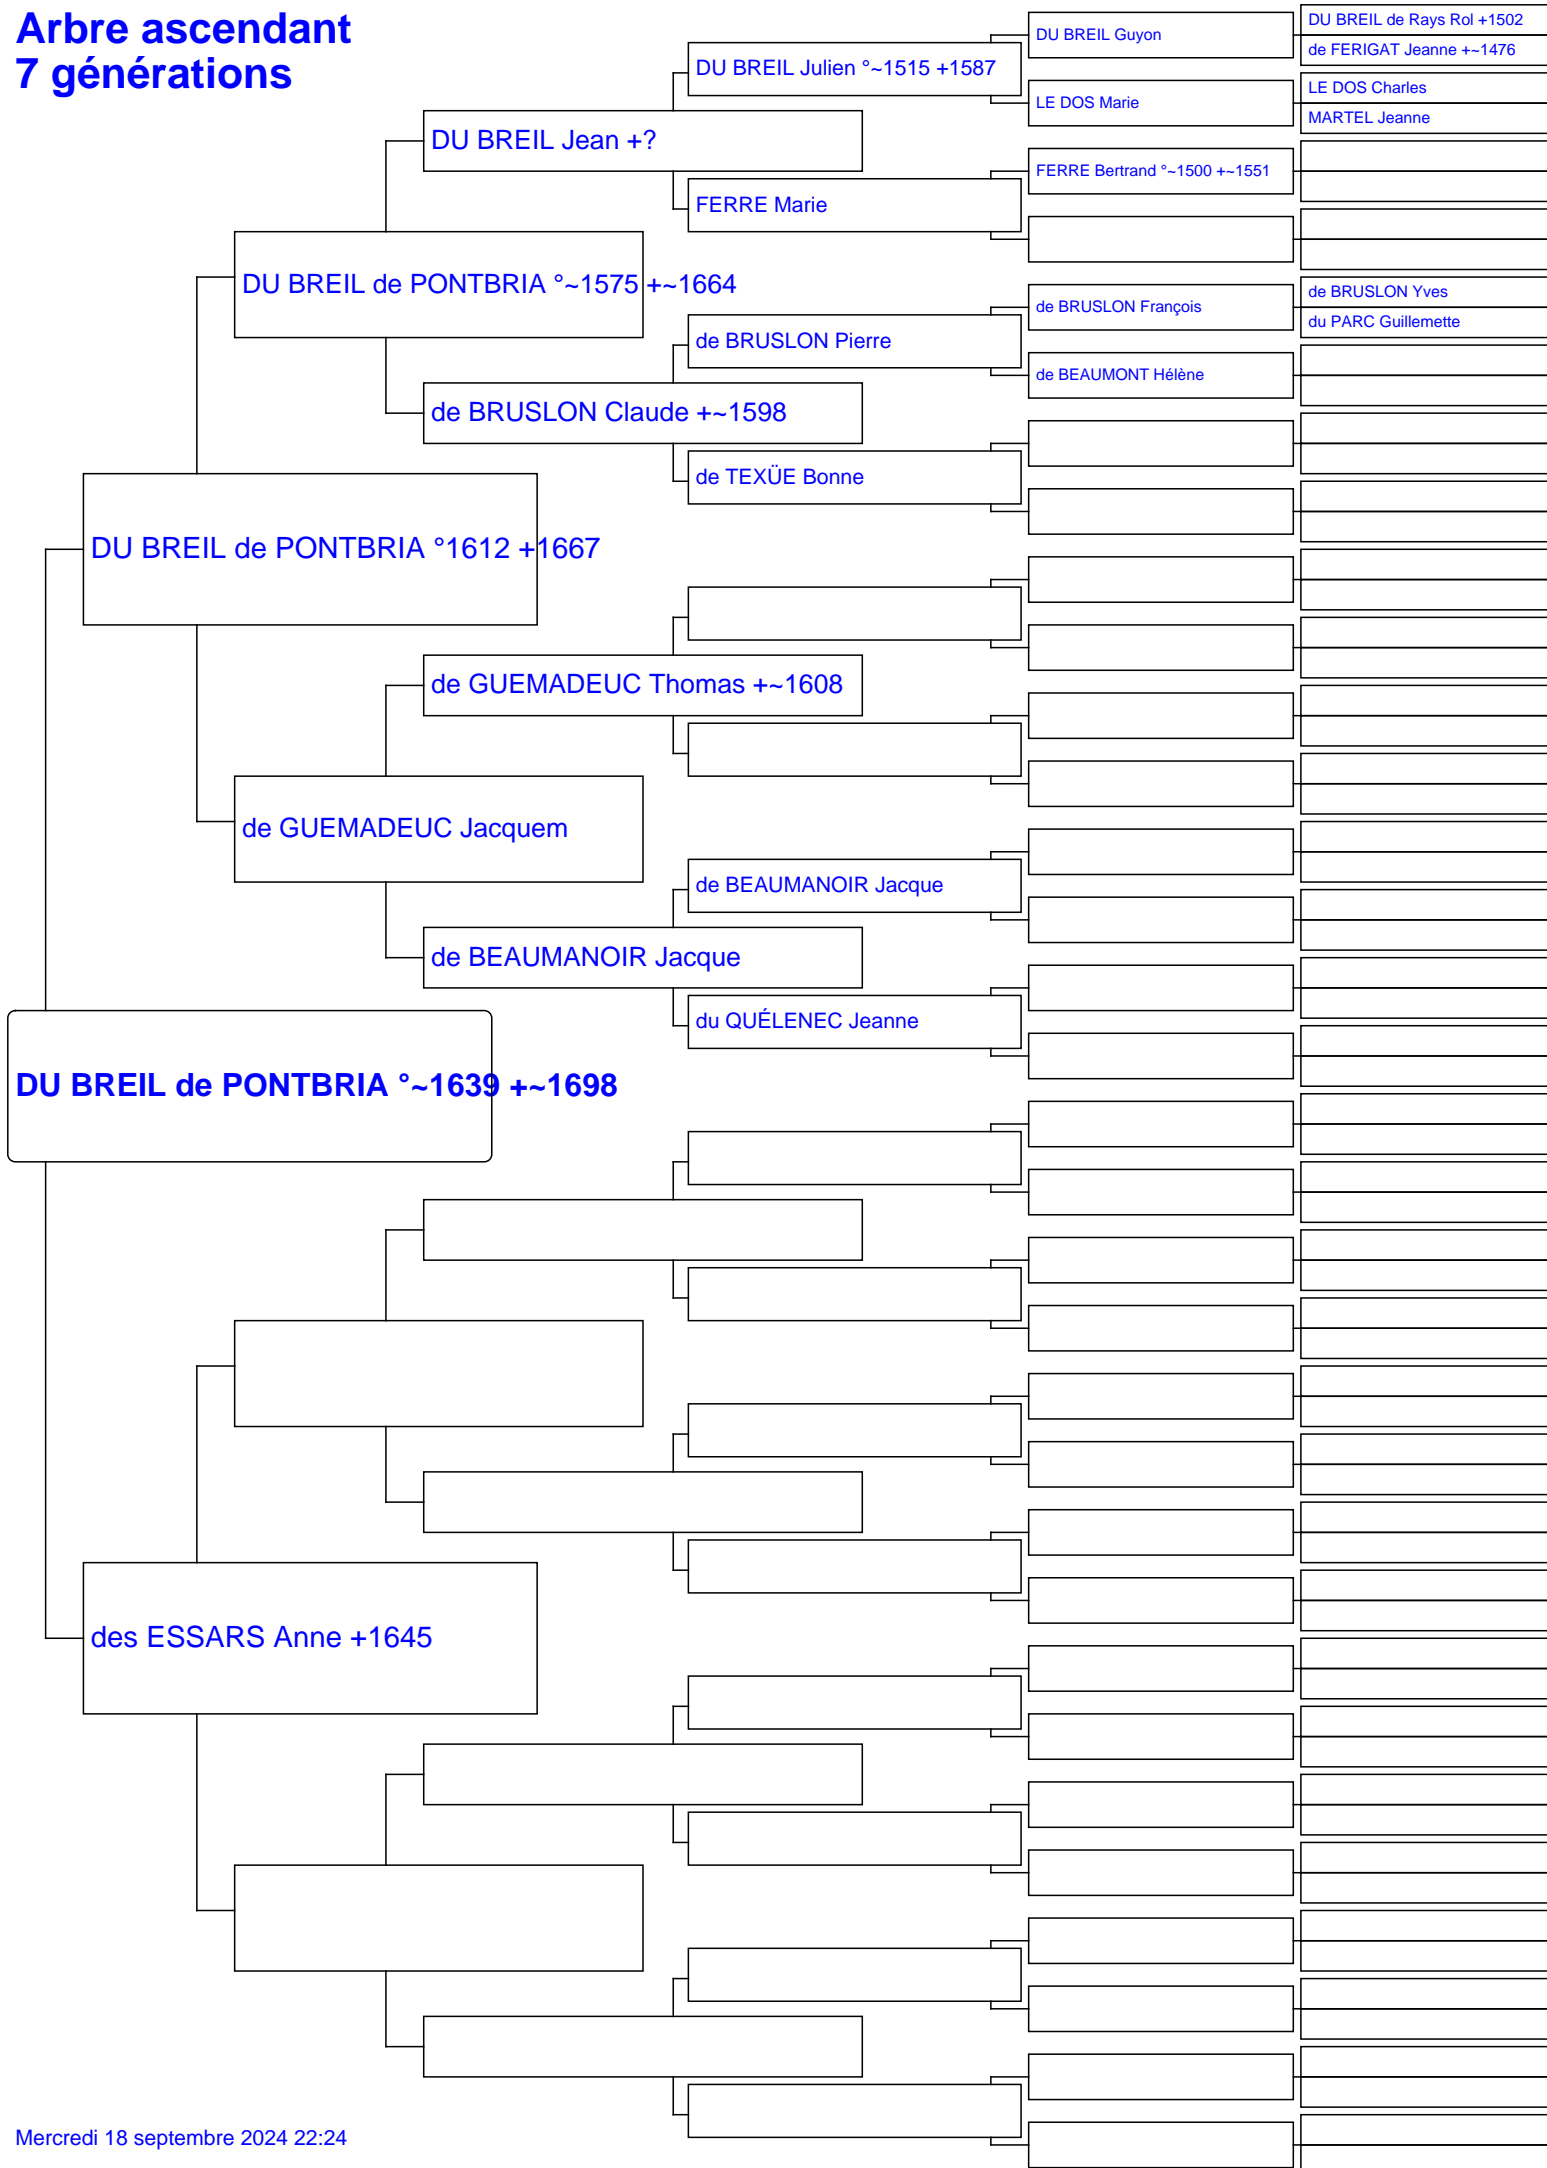 Arbre ascendant
7 générations
DU BREIL de Rays Rol +1502
DU BREIL Guyon
de FERIGAT Jeanne +~1476
DU BREIL Julien °~1515 +1587
LE DOS Charles
LE DOS Marie
MARTEL Jeanne
DU BREIL Jean +?
FERRE Bertrand °~1500 +~1551
FERRE Marie
DU BREIL de PONTBRIA °~1575 +~1664
de BRUSLON Yves
de BRUSLON François
du PARC Guillemette
de BRUSLON Pierre
de BEAUMONT Hélène
de BRUSLON Claude +~1598
de TEXÜE Bonne
DU BREIL de PONTBRIA °1612 +1667
de GUEMADEUC Thomas +~1608
de GUEMADEUC Jacquem
de BEAUMANOIR Jacque
de BEAUMANOIR Jacque
du QUÉLENEC Jeanne
DU BREIL de PONTBRIA °~1639 +~1698
des ESSARS Anne +1645
Mercredi 18 septembre 2024 22:24